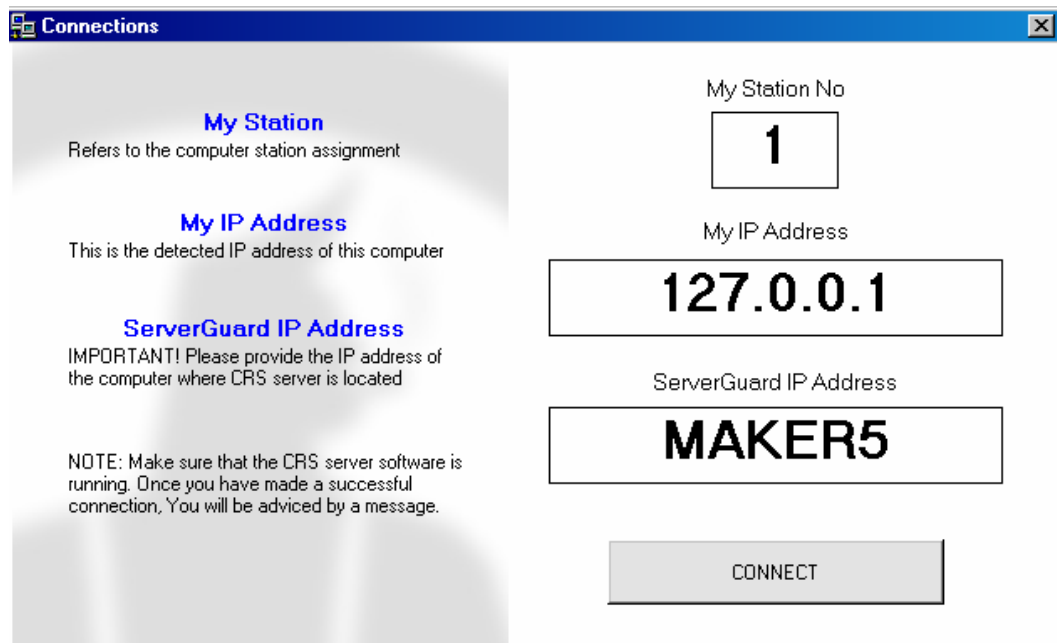 Connections
My Station
Refers to the computer station assignment
My IP Address
This is the detected IP address of this computer
ServerGuard IP Address
IMPORTANT! Please provide the IP address of
the computer where CRS server is located
NOTE: Make sure that the CRS server software is
running. Once you have made a successful
connection, You will be adviced by a message.
My Station No
1
My IP Address
127.0.0.1
ServerGuard IP Address
MAKER5
CONNECT